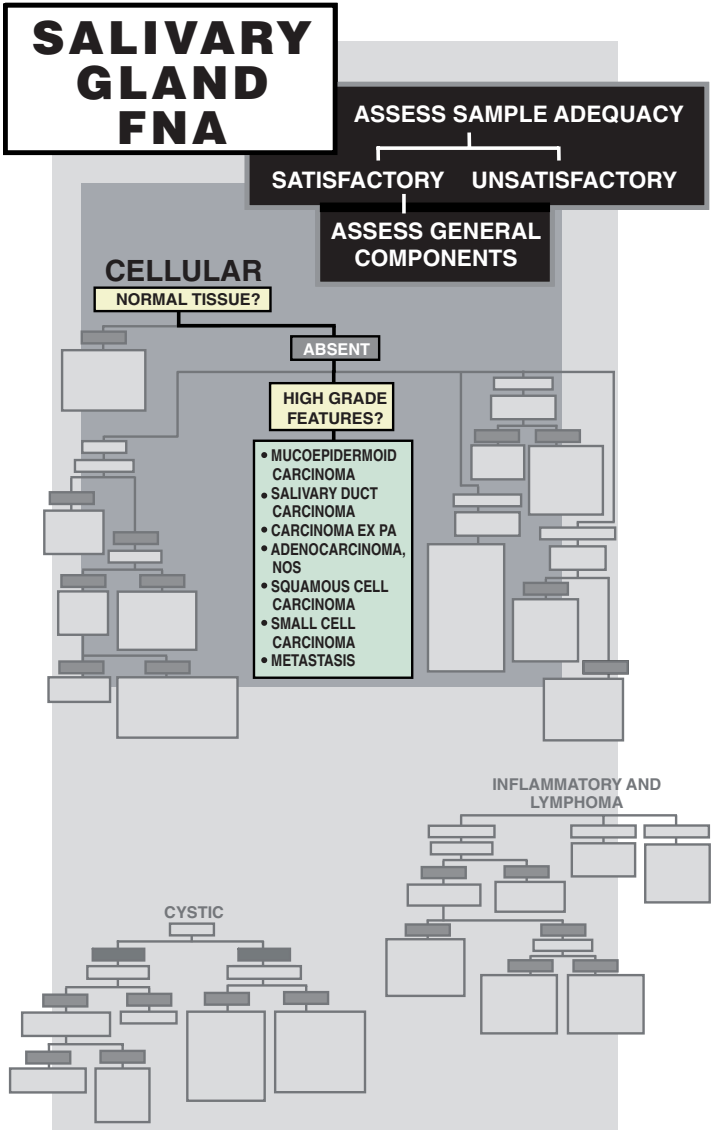 SALIVARY
GLAND
FNA
ASSESS SAMPLE ADEQUACY
SATISFACTORY UNSATISFACTORY
ASSESS GENERAL
COMPONENTS
CELLULAR
NORMAL TISSUE?
ABSENT
HIGH GRADE
FEATURES?
• MUCOEPIDERMOID
CARCINOMA
• SALIVARY DUCT
CARCINOMA
• CARCINOMA EX PA
• ADENOCARCINOMA,
NOS
• SQUAMOUS CELL
CARCINOMA
• SMALL CELL
CARCINOMA
• METASTASIS
INFLAMMATORY AND
LYMPHOMA
CYSTIC